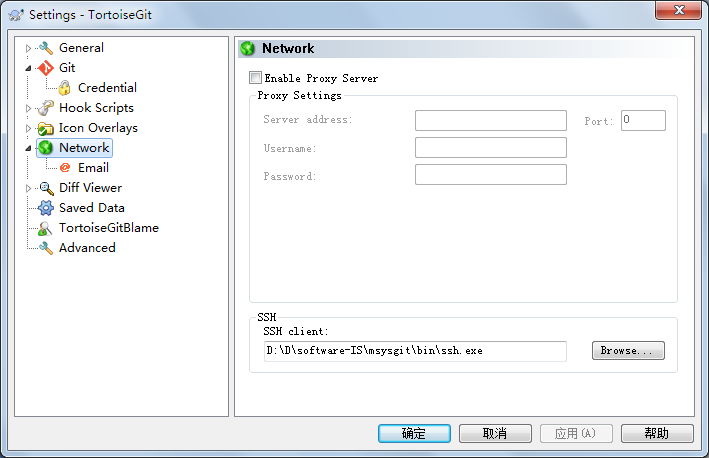 Settings - TortoiseGit
General
Git
Credential
Hook Scripts
Icon Overlays
Network
Email
Diff Viewer
Saved Data
TortoiseGitBlame
Advanced
Network
Enable Proxy Server
Proxy Settings
Server address:
Port: 0
Username:
Password:
SSH
SSH client:
D:\D\software-IS\msysgit\bin\ssh.exe
Browse...
确定 取消 应用(A) 帮助